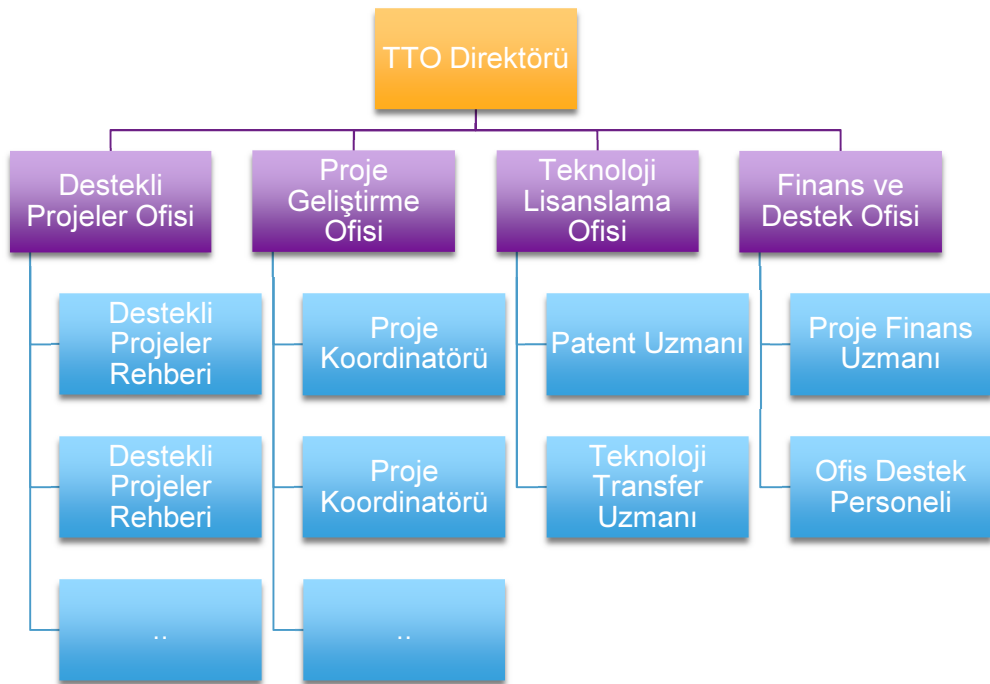 TTO Direktörü
Destekli
Projeler Ofisi
Proje
Geliştirme
Ofisi
Teknoloji
Lisanslama
Ofisi
Finans ve
Destek Ofisi
Destekli
Projeler
Rehberi
Proje
Koordinatörü
Patent Uzmanı
Proje Finans
Uzmanı
Destekli
Projeler
Rehberi
Proje
Koordinatörü
Teknoloji
Transfer
Uzmanı
Ofis Destek
Personeli
..
..